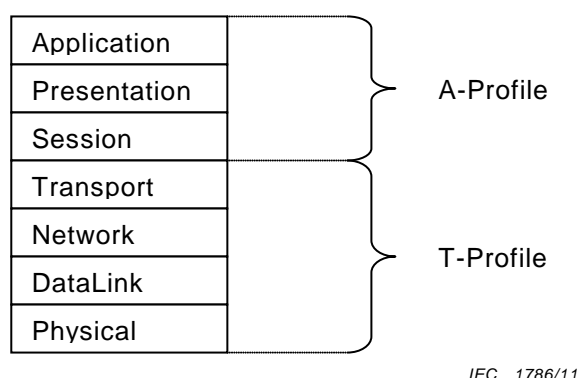 Application
Presentation
Session
Transport
Network
DataLink
Physical
A-Profile
T-Profile
IEC 1786/11